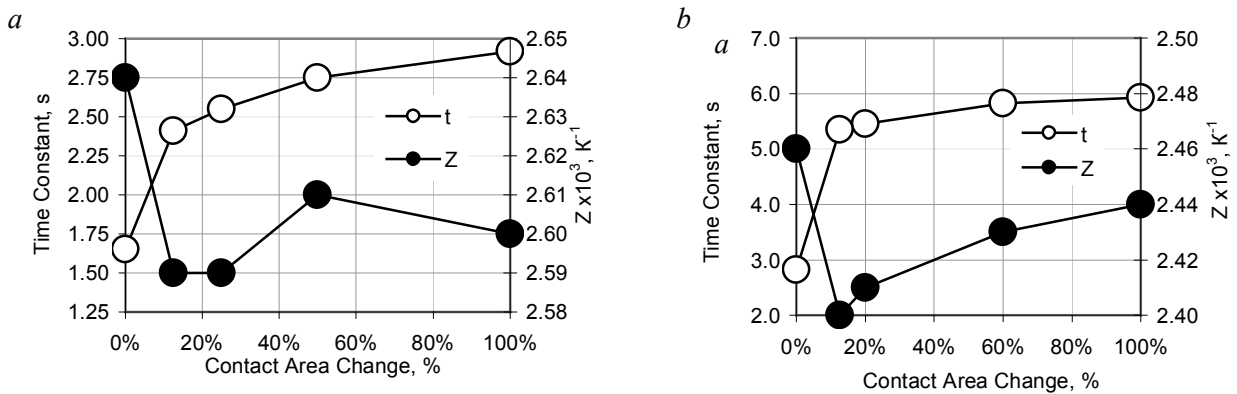 a
3.00
2.75
2.50
2.25
2.00
1.75
1.50
1.25
Time Constant, s
2.65
2.64
2.63
2.62
2.61
2.60
2.59
2.58
Z x10³, K⁻¹
t
Z
0% 20% 40% 60% 80% 100%
Contact Area Change, %
b
a
7.0
6.0
5.0
4.0
3.0
2.0
Time Constant, s
2.50
2.48
2.46
2.44
2.42
2.40
Z x10³, K⁻¹
t
Z
0% 20% 40% 60% 80% 100%
Contact Area Change, %